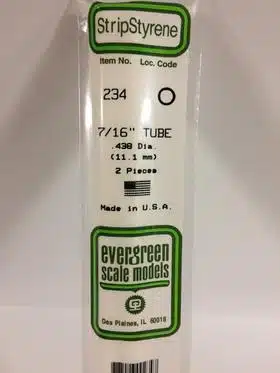 StripStyrene
Item No. Loc. Code
234
7/16" TUBE
.438 Dia.
(11.1 mm)
2 Pieces
Made in U.S.A.
evergreen
scale models
Des Plaines, IL 60018